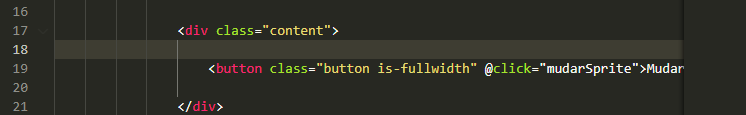 16
17 <div class="content">
18
19 <button class="button is-fullwidth" @click="mudarSprite">Mudar
20
21 </div>